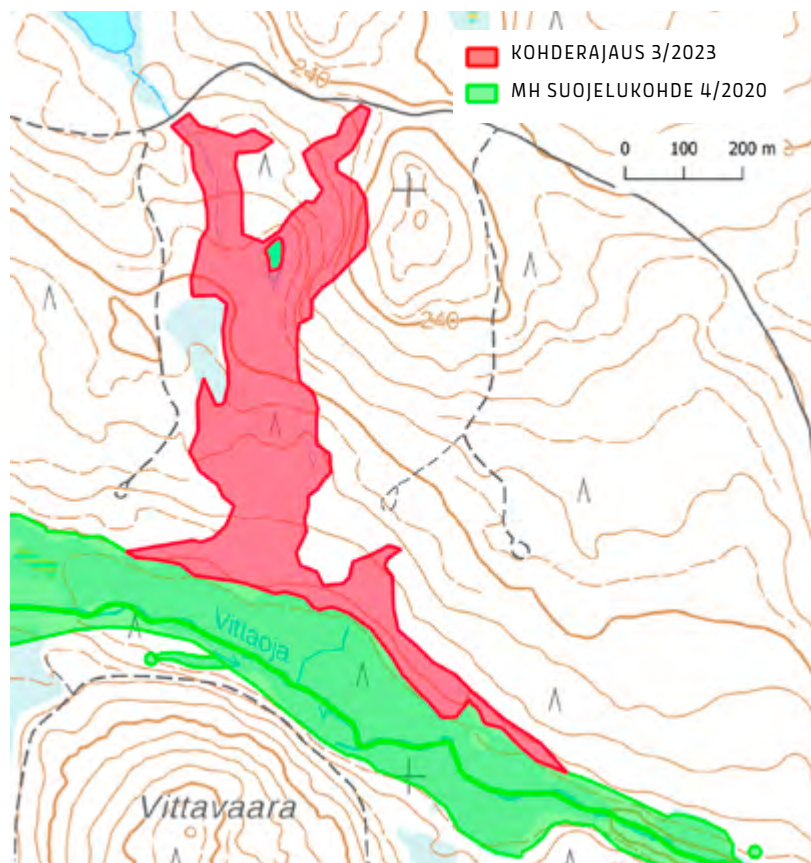 KOHDERAJAUS 3/2023
MH SUOJELUKOHDE 4/2020
0 100 200 m
240
240
Vittaoja
Vittavaara